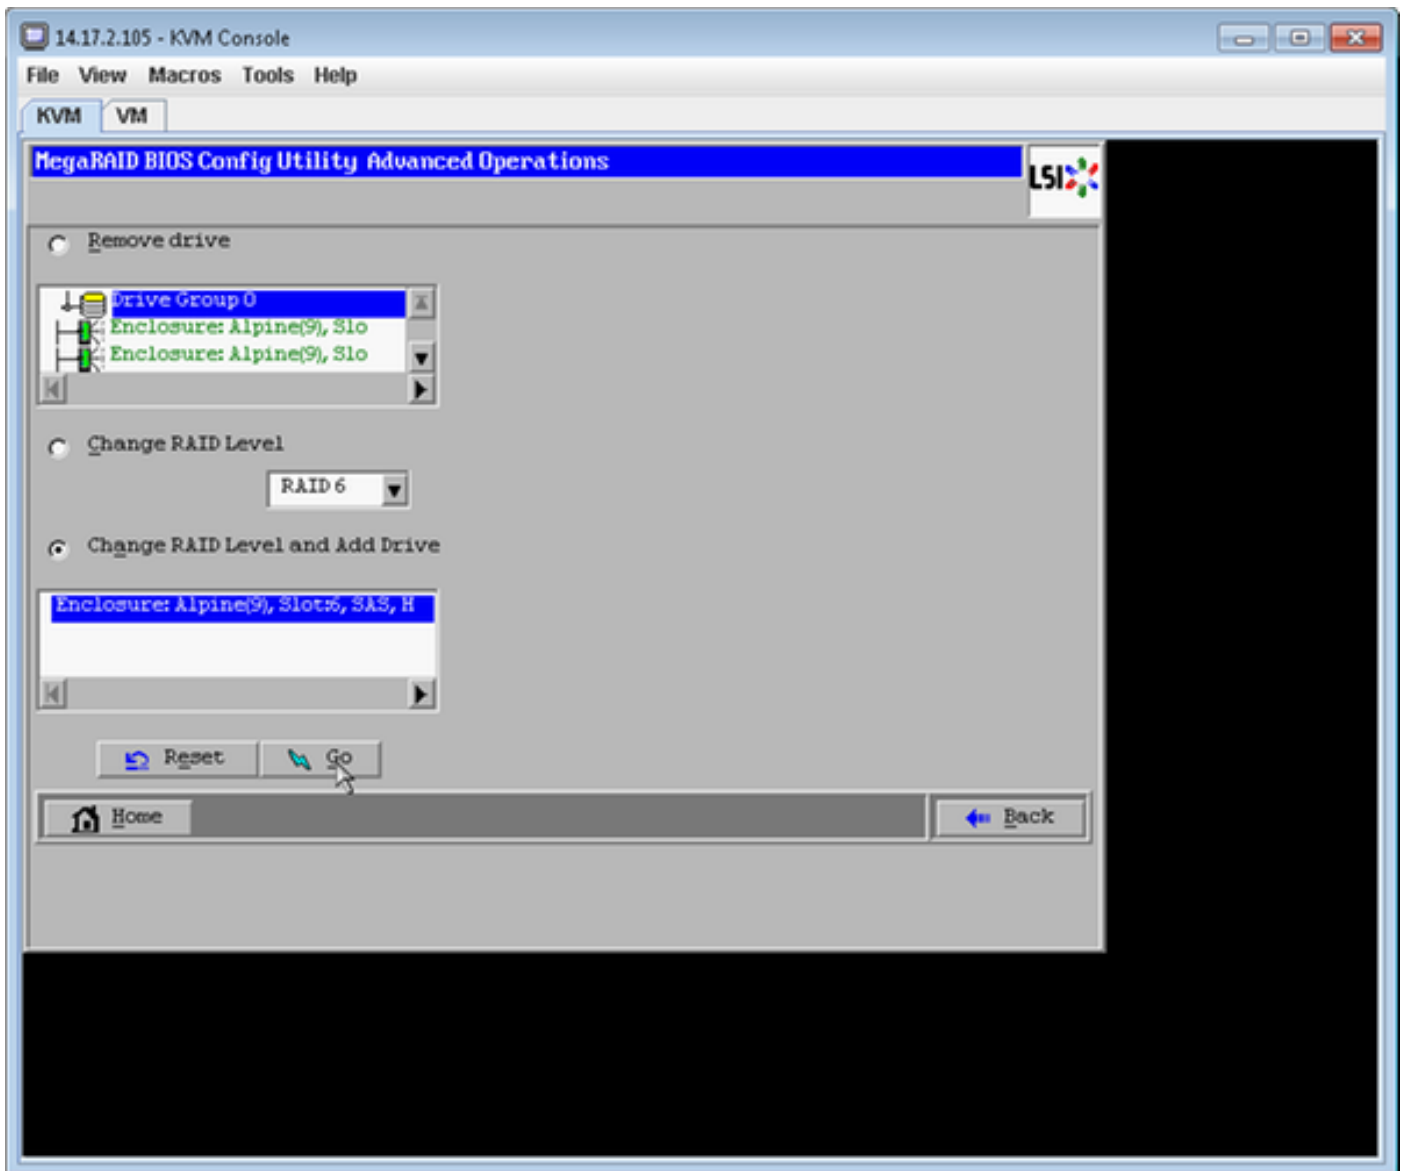 14.17.2.105 - KVM Console
File View Macros Tools Help
KVM VM
MegaRAID BIOS Config Utility Advanced Operations
LSI
Remove drive
Drive Group 0
Enclosure: Alpine(9), Slo
Enclosure: Alpine(9), Slo
Change RAID Level
RAID 6
Change RAID Level and Add Drive
Enclosure: Alpine(9), Slot:6, SAS, H
Reset Go
Home Back